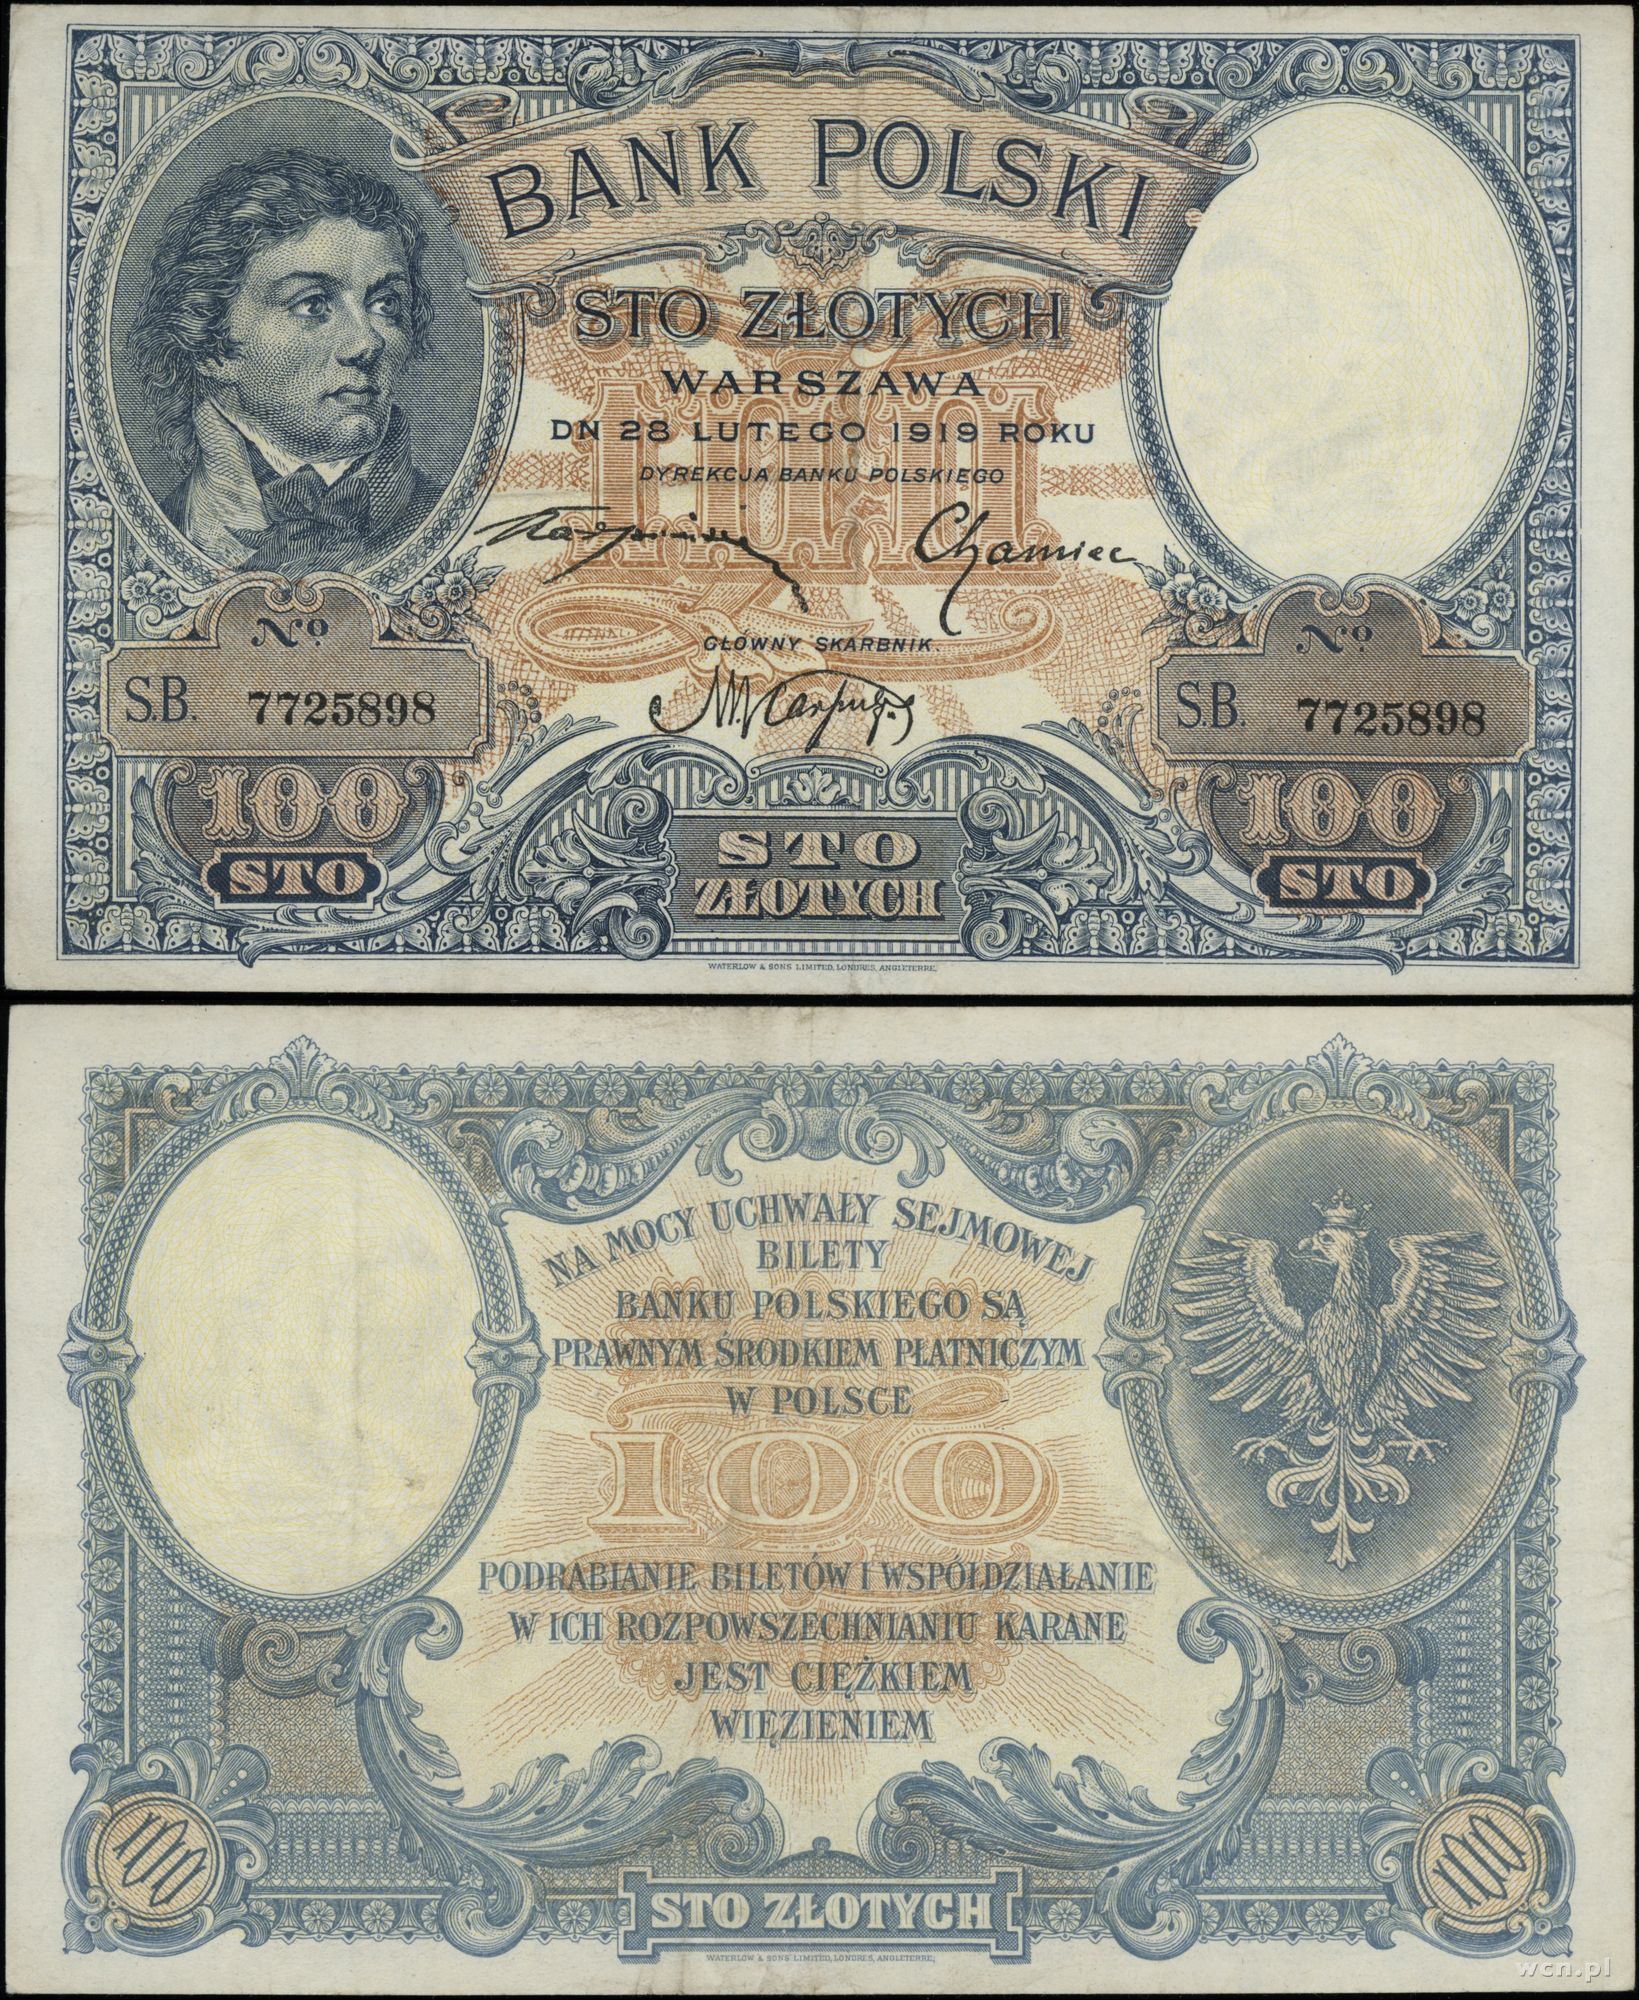 BANK POLSKI
STO ZŁOTYCH
WARSZAWA
DN 28 LUTEGO 1919 ROKU
DYREKCJA BANKU POLSKIEGO
Chamiec
GŁÓWNY SKARBNIK.
No. No.
S.B. 7725898 S.B. 7725898
100 100
STO STO
STO
ZŁOTYCH
WATERLOW & SONS LIMITED, LONDRES, ANGLETERRE.
NA MOCY UCHWAŁY SEJMOWEJ
BILETY
BANKU POLSKIEGO SĄ
PRAWNYM ŚRODKIEM PŁATNICZYM
W POLSCE
100
PODRABIANIE BILETÓW I WSPÓŁDZIAŁANIE
W ICH ROZPOWSZECHNIANIU KARANE
JEST CIĘŻKIEM
WIĘZIENIEM
100 100
STO ZŁOTYCH
WATERLOW & SONS LIMITED, LONDRES, ANGLETERRE.
wcn.pl